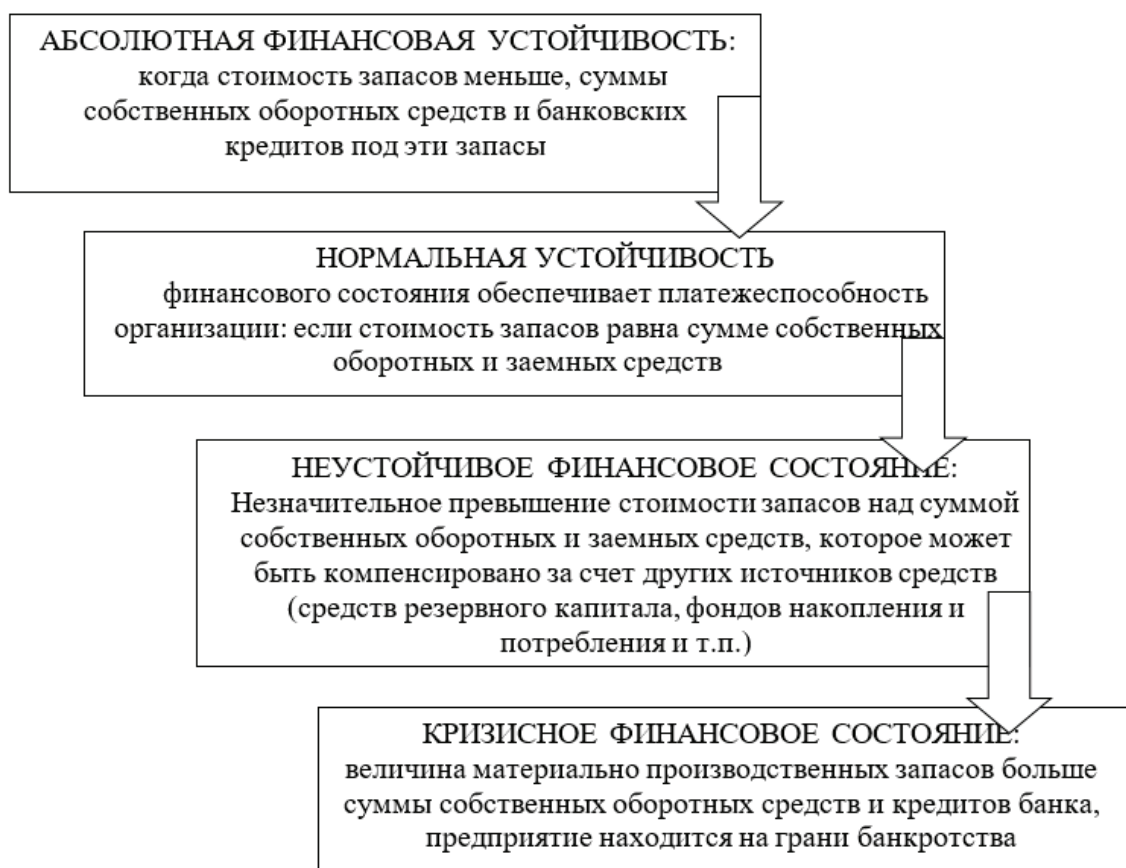 АБСОЛЮТНАЯ ФИНАНСОВАЯ УСТОЙЧИВОСТЬ:
когда стоимость запасов меньше, суммы
собственных оборотных средств и банковских
кредитов под эти запасы
НОРМАЛЬНАЯ УСТОЙЧИВОСТЬ
финансового состояния обеспечивает платежеспособность
организации: если стоимость запасов равна сумме собственных
оборотных и заемных средств
НЕУСТОЙЧИВОЕ ФИНАНСОВОЕ СОСТОЯНИЕ:
Незначительное превышение стоимости запасов над суммой
собственных оборотных и заемных средств, которое может
быть компенсировано за счет других источников средств
(средств резервного капитала, фондов накопления и
потребления и т.п.)
КРИЗИСНОЕ ФИНАНСОВОЕ СОСТОЯНИЕ:
величина материально производственных запасов больше
суммы собственных оборотных средств и кредитов банка,
предприятие находится на грани банкротства